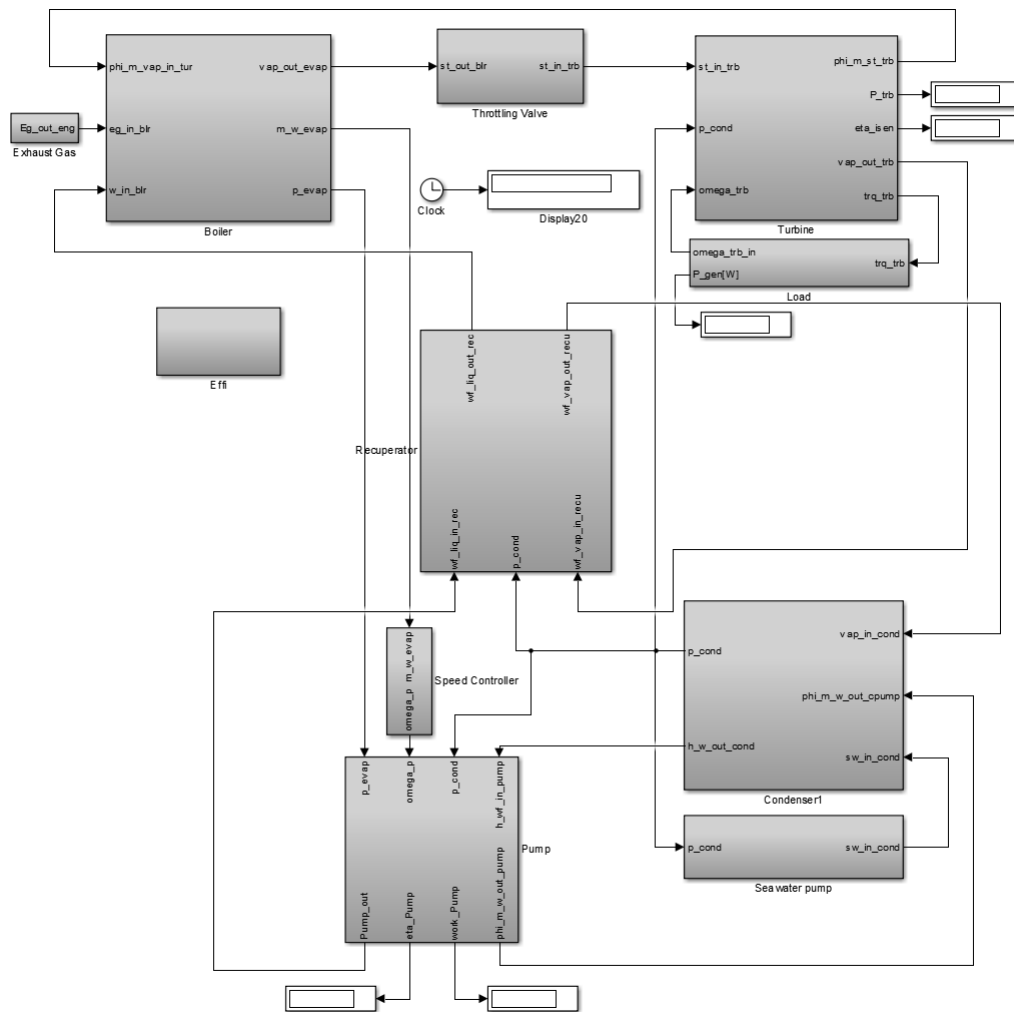 phi_m_vap_in_tur
vap_out_evap
eg_in_blr
m_w_evap
w_in_blr
p_evap
Boiler
Eg_out_eng
Exhaust Gas
st_out_blr
st_in_trb
Throttling Valve
st_in_trb
phi_m_st_trb
P_trb
p_cond
eta_isen
vap_out_trb
omega_trb
trq_trb
Turbine
Clock
Display20
omega_trb_in
trq_trb
P_gen[W]
Load
Effi
wf_liq_out_rec
wf_vap_out_recu
Recuperator
wf_liq_in_rec
p_cond
wf_vap_in_recu
m_w_evap
omega_p
Speed Controller
vap_in_cond
p_cond
phi_m_w_out_cpump
h_w_out_cond
sw_in_cond
Condenser1
p_cond
sw_in_cond
Seawater pump
p_evap
omega_p
p_cond
h_wf_in_pump
Pump
Pump_out
eta_Pump
work_Pump
phi_m_w_out_pump